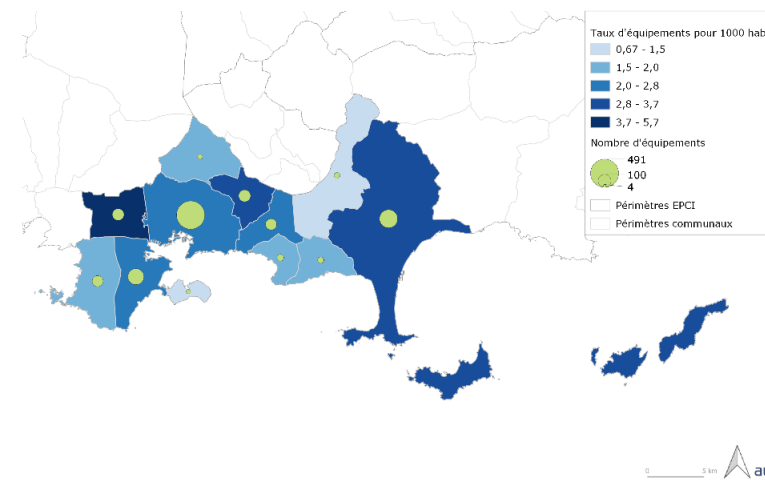 Taux d'équipements pour 1000 hab
0,67 - 1,5
1,5 - 2,0
2,0 - 2,8
2,8 - 3,7
3,7 - 5,7
Nombre d'équipements
491
100
4
Périmètres EPCI
Périmètres communaux
0 5 km
au